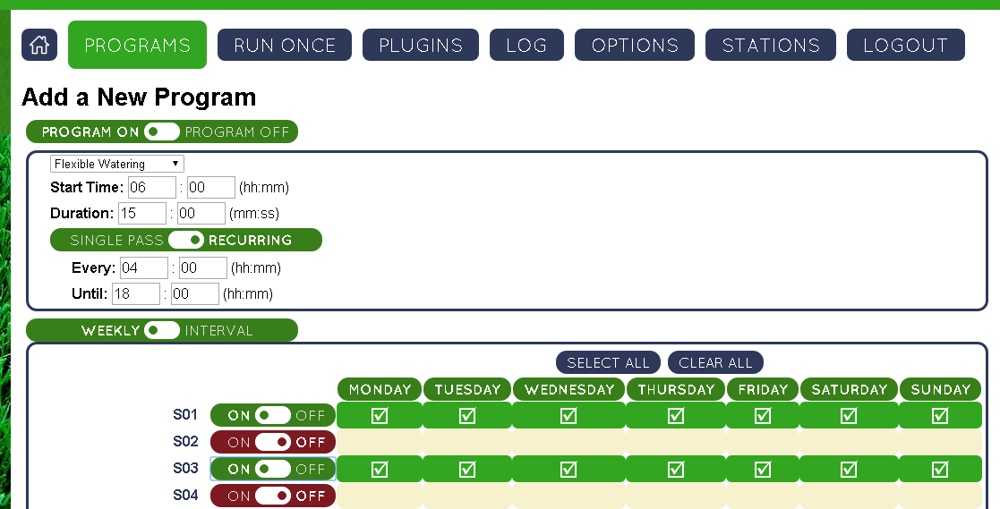 PROGRAMS RUN ONCE PLUGINS LOG OPTIONS STATIONS LOGOUT
Add a New Program
PROGRAM ON PROGRAM OFF
Flexible Watering
Start Time: 06 : 00 (hh:mm)
Duration: 15 : 00 (mm:ss)
SINGLE PASS RECURRING
Every: 04 : 00 (hh:mm)
Until: 18 : 00 (hh:mm)
WEEKLY INTERVAL
SELECT ALL CLEAR ALL
MONDAY TUESDAY WEDNESDAY THURSDAY FRIDAY SATURDAY SUNDAY
S01 ON OFF
S02 ON OFF
S03 ON OFF
S04 ON OFF